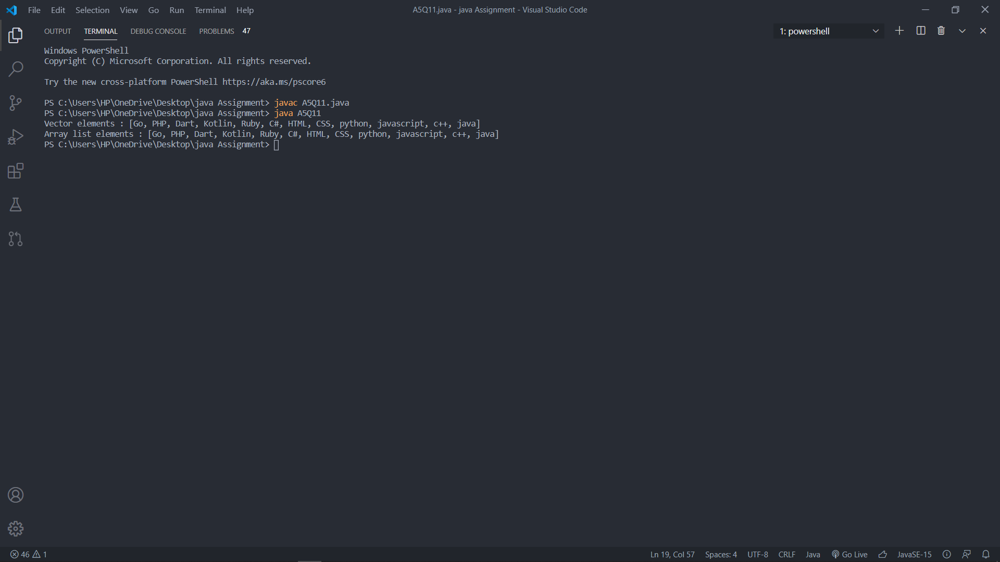 File Edit Selection View Go Run Terminal Help
A5Q11.java - java Assignment - Visual Studio Code
OUTPUT TERMINAL DEBUG CONSOLE PROBLEMS 47
1: powershell
Windows PowerShell
Copyright (C) Microsoft Corporation. All rights reserved.
Try the new cross-platform PowerShell https://aka.ms/pscore6
PS C:\Users\HP\OneDrive\Desktop\java Assignment> javac A5Q11.java
PS C:\Users\HP\OneDrive\Desktop\java Assignment> java A5Q11
Vector elements : [Go, PHP, Dart, Kotlin, Ruby, C#, HTML, CSS, python, javascript, c++, java]
Array list elements : [Go, PHP, Dart, Kotlin, Ruby, C#, HTML, CSS, python, javascript, c++, java]
PS C:\Users\HP\OneDrive\Desktop\java Assignment>
46 1
Ln 19, Col 57 Spaces: 4 UTF-8 CRLF Java Go Live JavaSE-15